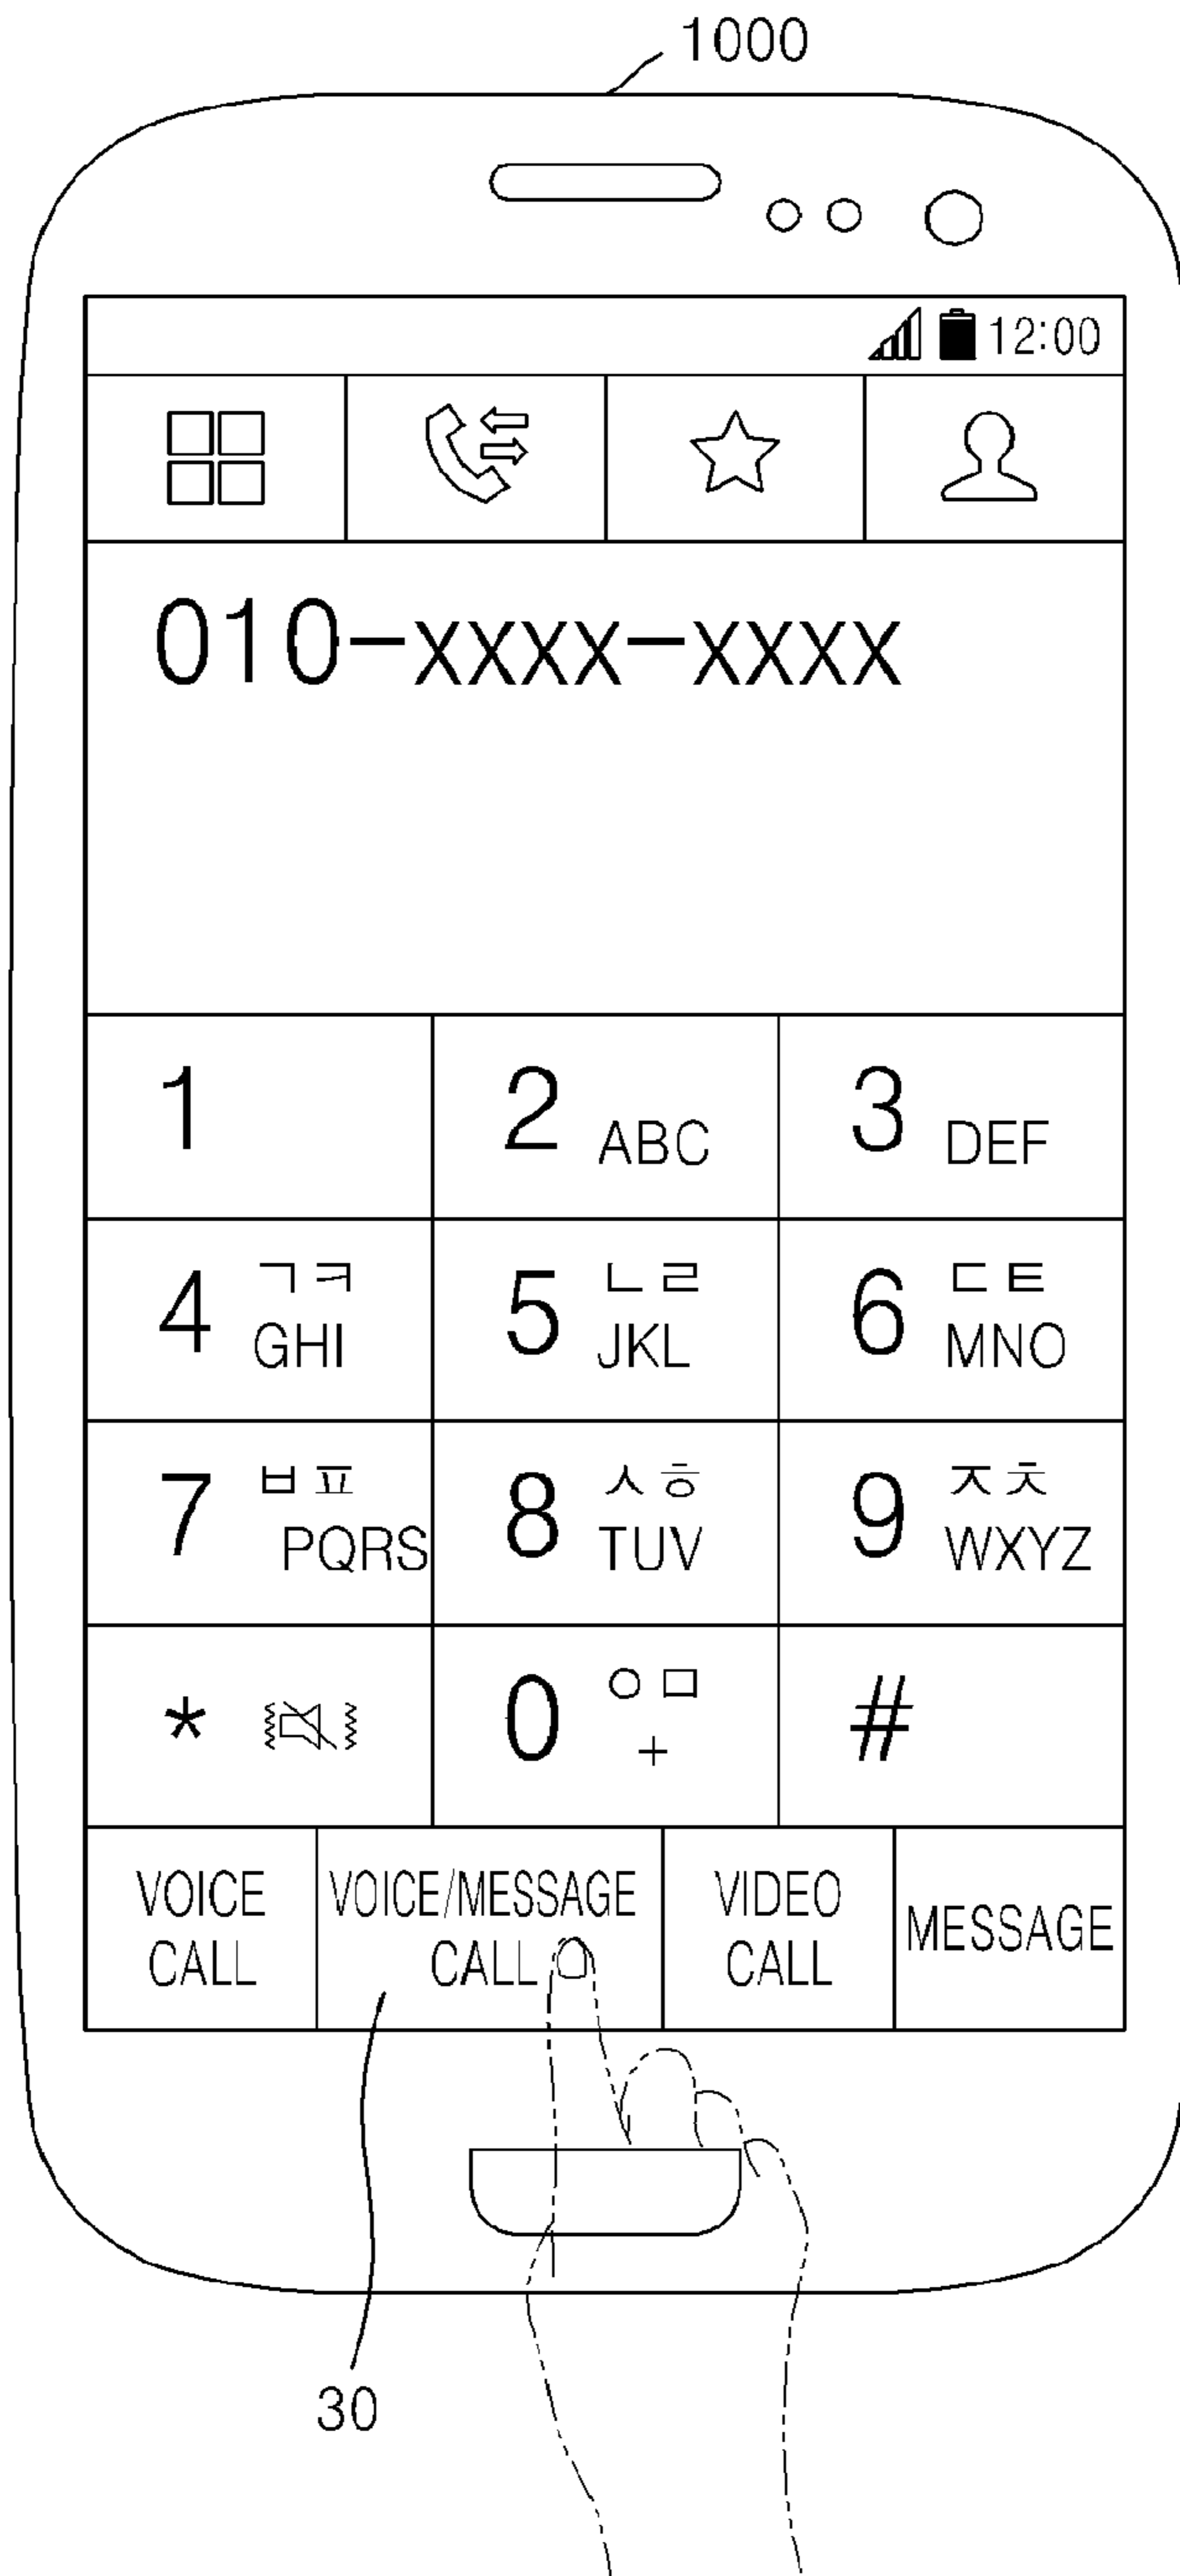 1000
12:00
010-xxxx-xxxx
1
2 ABC
3 DEF
4 ㄱㅋ
GHI
5 ㄴㄹ
JKL
6 ㄷㅌ
MNO
7 ㅂㅍ
PQRS
8 ㅅㅎ
TUV
9 ㅈㅊ
WXYZ
*
0 ㅇㅁ
+
#
VOICE
CALL
VOICE/MESSAGE
CALL
VIDEO
CALL
MESSAGE
30